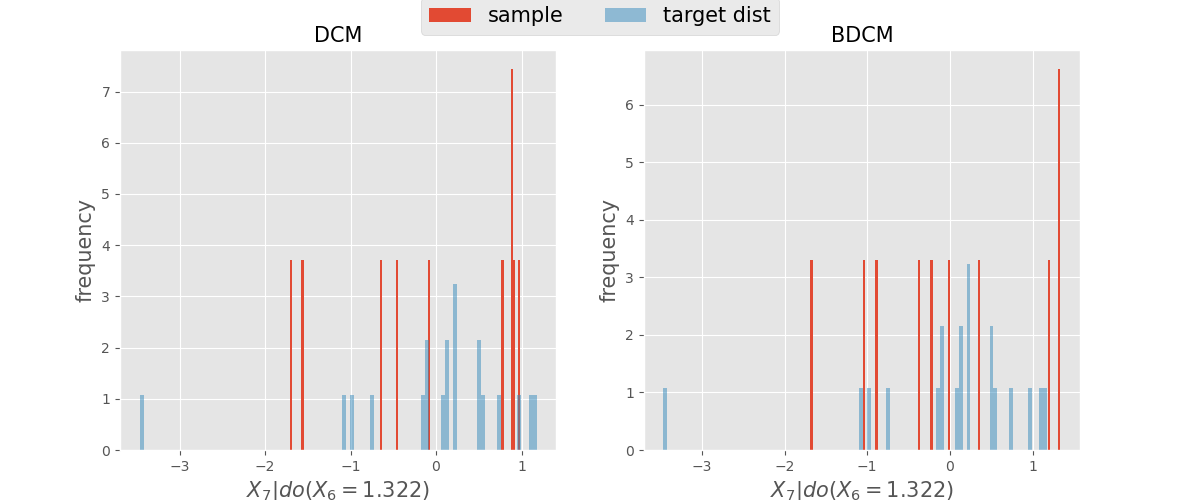 sample target dist
DCM BDCM
frequency
7
6
5
4
3
2
1
0
−3 −2 −1 0 1
X₇|do(X₆ = 1.322)
frequency
6
5
4
3
2
1
0
−3 −2 −1 0 1
X₇|do(X₆ = 1.322)